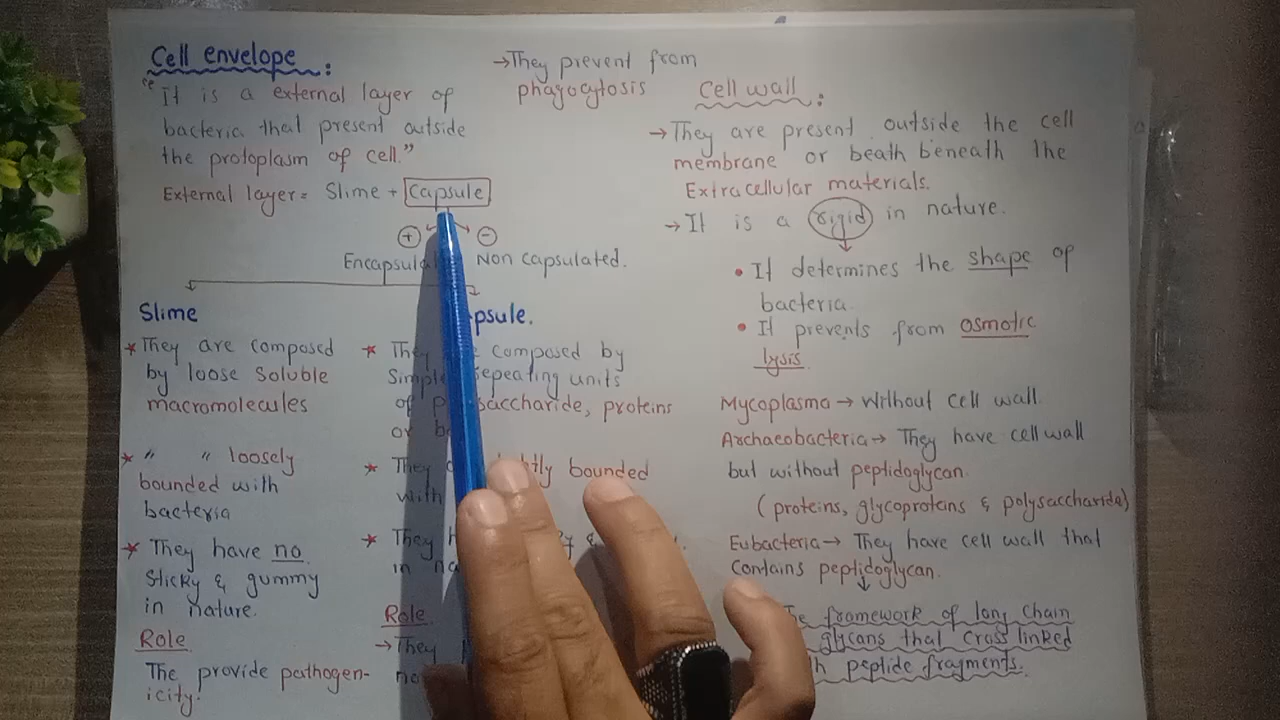 Cell envelope :
"It is a external layer of
bacteria that present outside
the protoplasm of cell."
External layer = Slime + Capsule
+ -
Non capsulated.
Slime
★ They are composed
by loose soluble
macromolecules
★ " " loosely
bounded with
bacteria
★ They have no
Sticky & gummy
in nature.
Role
The provide pathogen-
icity.
→ They prevent from
phagocytosis
★ composed by
repeating units
of proteins
or
★ bounded
with
★
in
Role
→ They
Cell wall :
→ They are present outside the cell
membrane or beath beneath the
Extracellular materials.
→ It is a rigid in nature.
• It determines the shape of
bacteria.
• It prevents from osmotic
lysis.
Mycoplasma → Without cell wall.
Archaeobacteria → They have cell wall
but without peptidoglycan.
(proteins, glycoproteins & polysaccharide)
Eubacteria → They have cell wall that
Contains peptidoglycan.
framework of long chain
glycans that cross linked
peptide fragments.